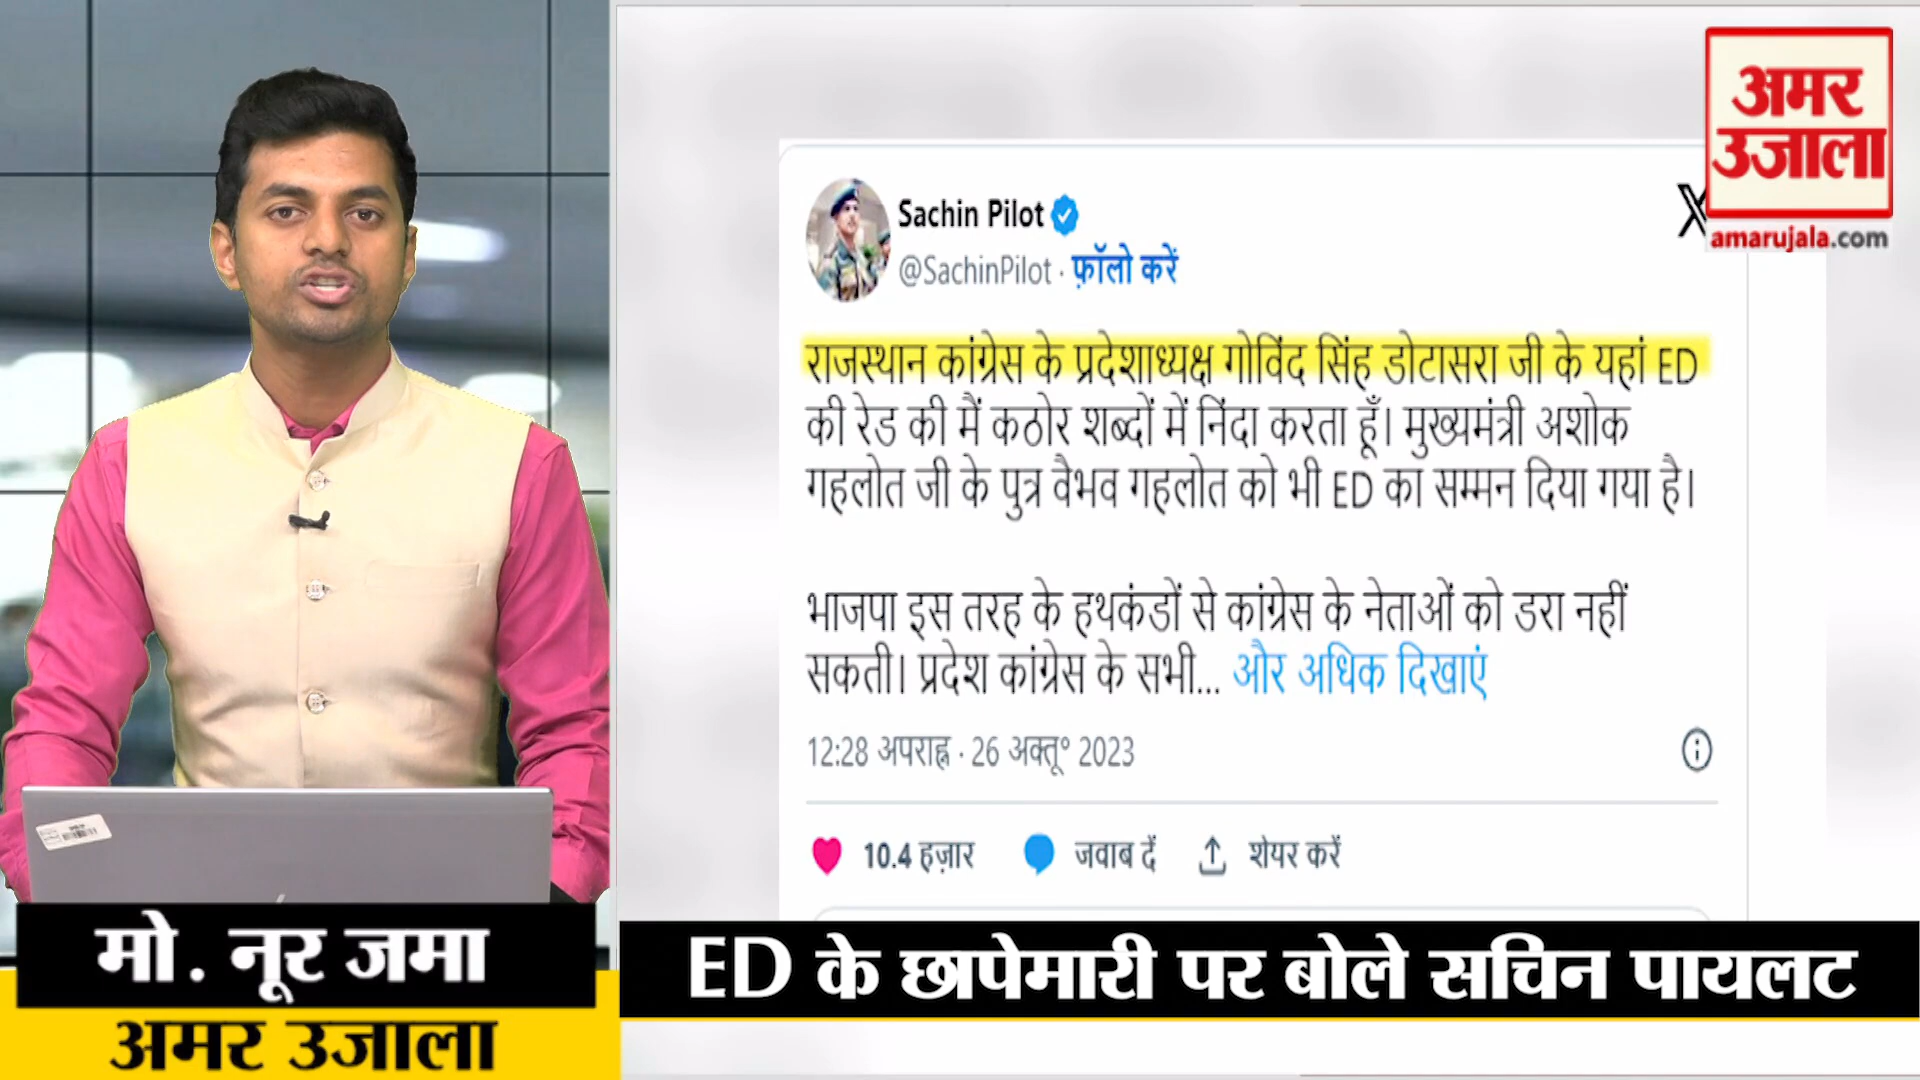 अमर
उजाला
amarujala.com
Sachin Pilot
@SachinPilot · फ़ॉलो करें
X
राजस्थान कांग्रेस के प्रदेशाध्यक्ष गोविंद सिंह डोटासरा जी के यहां ED
की रेड की मैं कठोर शब्दों में निंदा करता हूँ। मुख्यमंत्री अशोक
गहलोत जी के पुत्र वैभव गहलोत को भी ED का सम्मन दिया गया है।
भाजपा इस तरह के हथकंडों से कांग्रेस के नेताओं को डरा नहीं
सकती। प्रदेश कांग्रेस के सभी... और अधिक दिखाएं
12:28 अपराह्न · 26 अक्तू॰ 2023
10.4 हज़ार जवाब दें शेयर करें
मो. नूर जमा
अमर उजाला
ED के छापेमारी पर बोले सचिन पायलट